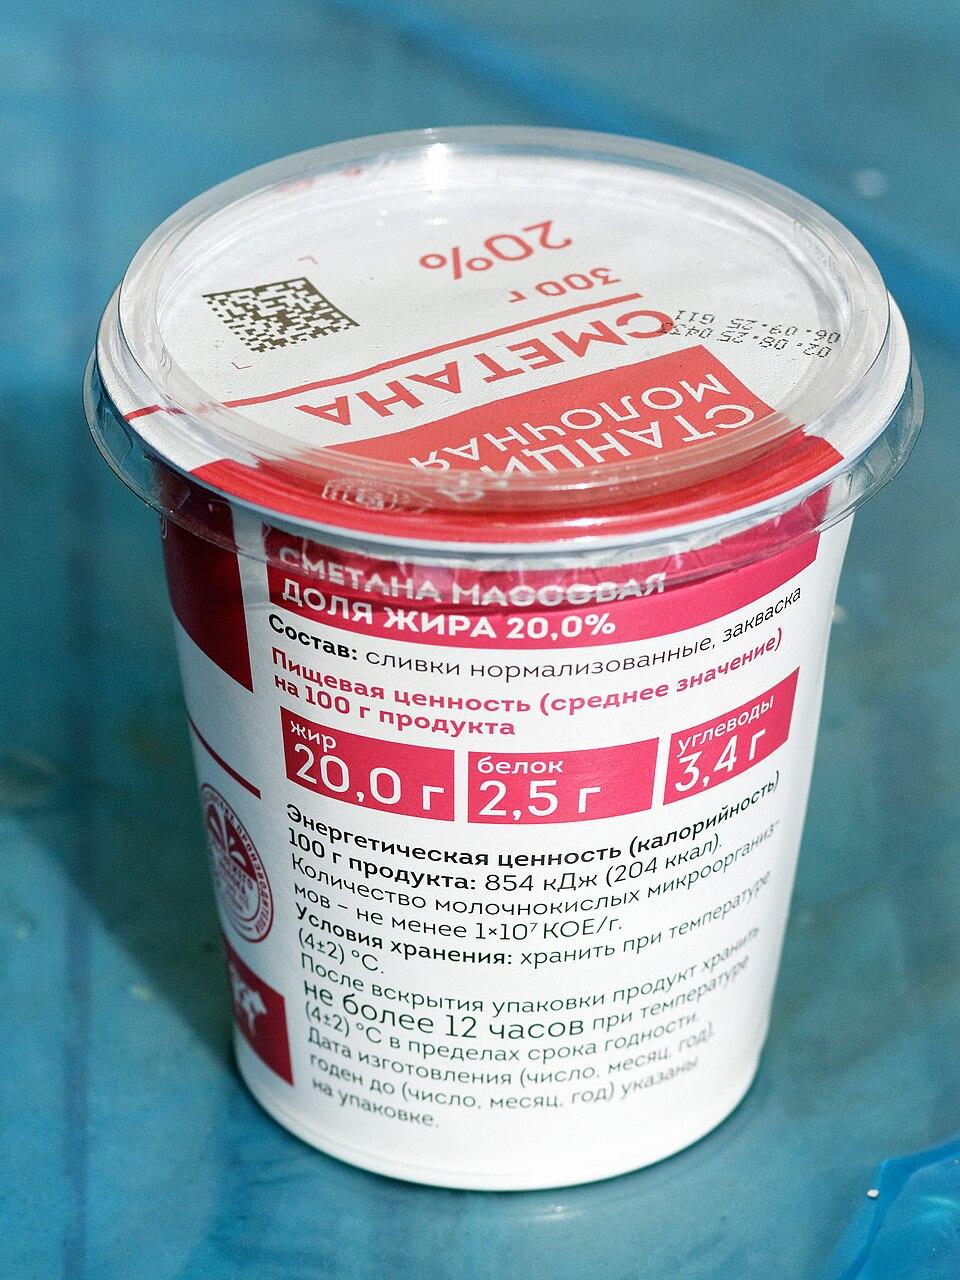 20%
300 г
СМЕТАНА
МОЛОЧНАЯ
СТАНЦИЯ
02.08.25 0433
06.09.25 G11
СМЕТАНА МАССОВАЯ
ДОЛЯ ЖИРА 20,0%
Состав: сливки нормализованные, закваска
Пищевая ценность (среднее значение)
на 100 г продукта
жир
20,0 г
белок
2,5 г
углеводы
3,4 г
Энергетическая ценность (калорийность)
100 г продукта: 854 кДж (204 ккал).
Количество молочнокислых микроорганиз-
мов – не менее 1×10⁷ КОЕ/г.
Условия хранения: хранить при температуре
(4±2) °С.
После вскрытия упаковки продукт хранить
не более 12 часов при температуре
(4±2) °С в пределах срока годности.
Дата изготовления (число, месяц, год),
годен до (число, месяц, год) указаны
на упаковке.